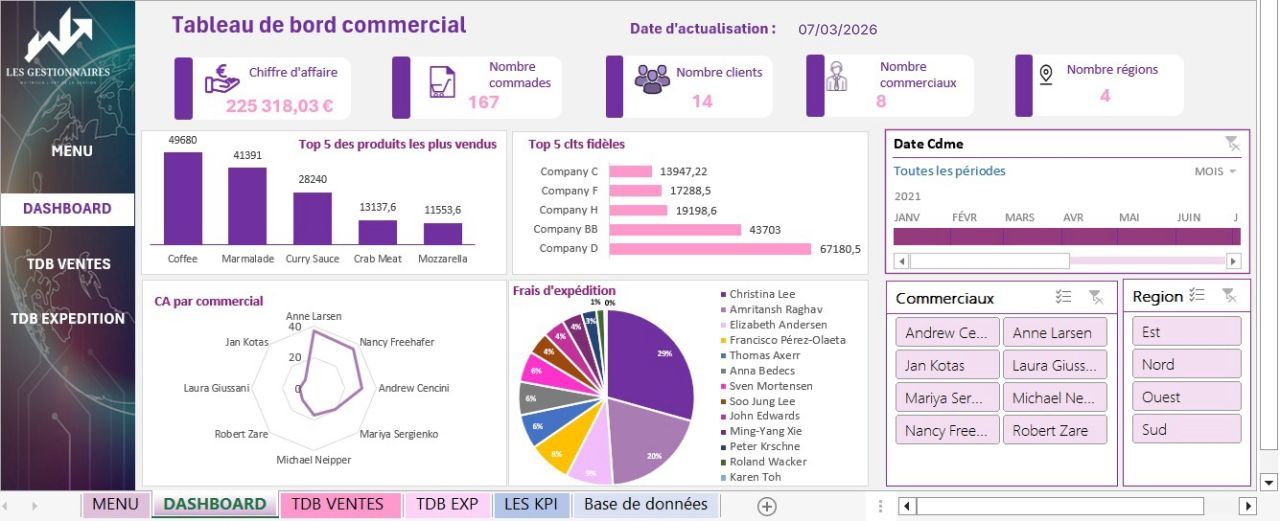 LES GESTIONNAIRES
MENU
DASHBOARD
TDB VENTES
TDB EXPEDITION
Tableau de bord commercial
Date d'actualisation :
07/03/2026
Chiffre d'affaire
225 318,03 €
Nombre
commades
167
Nombre clients
14
Nombre
commerciaux
8
Nombre régions
4
Top 5 des produits les plus vendus
49680
41391
28240
13137,6
11553,6
Coffee
Marmalade
Curry Sauce
Crab Meat
Mozzarella
Top 5 clts fidèles
Company C
13947,22
Company F
17288,5
Company H
19198,6
Company BB
43703
Company D
67180,5
Date Cdme
Toutes les périodes
MOIS
2021
JANV
FÉVR
MARS
AVR
MAI
JUIN
J
CA par commercial
Anne Larsen
40
Jan Kotas
Nancy Freehafer
20
Laura Giussani
0
Andrew Cencini
Robert Zare
Mariya Sergienko
Michael Neipper
Frais d'expédition
1%
0%
3%
4%
4%
4%
6%
6%
6%
8%
9%
20%
29%
Christina Lee
Amritansh Raghav
Elizabeth Andersen
Francisco Pérez-Olaeta
Thomas Axerr
Anna Bedecs
Sven Mortensen
Soo Jung Lee
John Edwards
Ming-Yang Xie
Peter Krschne
Roland Wacker
Karen Toh
Commerciaux
Andrew Ce...
Anne Larsen
Jan Kotas
Laura Giuss...
Mariya Ser...
Michael Ne...
Nancy Free...
Robert Zare
Region
Est
Nord
Ouest
Sud
MENU
DASHBOARD
TDB VENTES
TDB EXP
LES KPI
Base de données